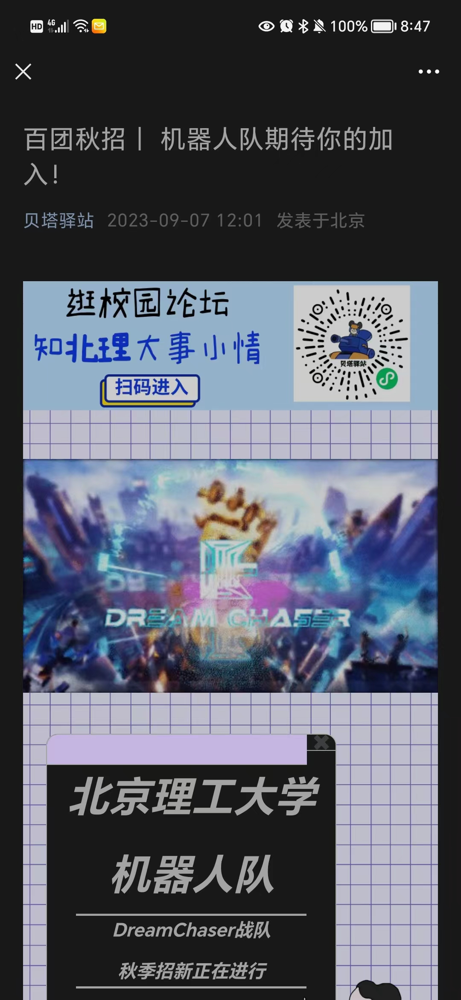 HD 4G 100% 8:47
百团秋招丨 机器人队期待你的加
入！
贝塔驿站 2023-09-07 12:01 发表于北京
逛校园论坛
知北理大事小情
扫码进入
贝塔驿站
DREAM CHASER
北京理工大学
机器人队
DreamChaser战队
秋季招新正在进行